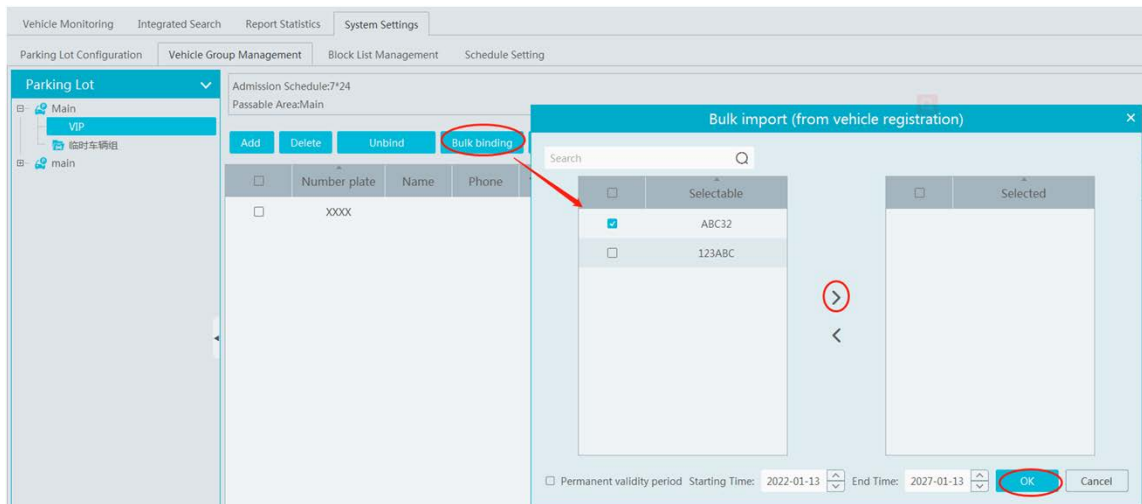 Vehicle Monitoring Integrated Search Report Statistics System Settings
Parking Lot Configuration Vehicle Group Management Block List Management Schedule Setting
Parking Lot
Main
VIP
临时车辆组
main
Admission Schedule:7*24
Passable Area:Main
Add Delete Unbind Bulk binding
Number plate Name Phone
XXXX
Bulk import (from vehicle registration)
Search
Selectable
ABC32
123ABC
Selected
Permanent validity period Starting Time: 2022-01-13 End Time: 2027-01-13 OK Cancel